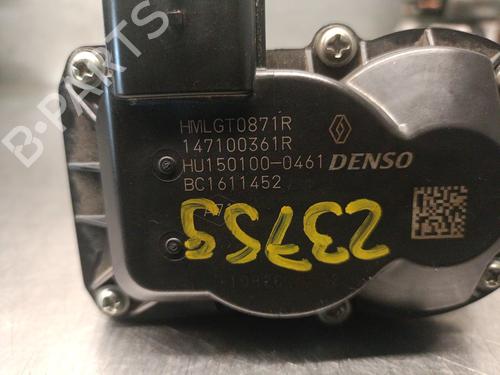 B-PARTS
HMLGT0871R
147100361R
HU150100-0461 DENSO
BC1611452
23755